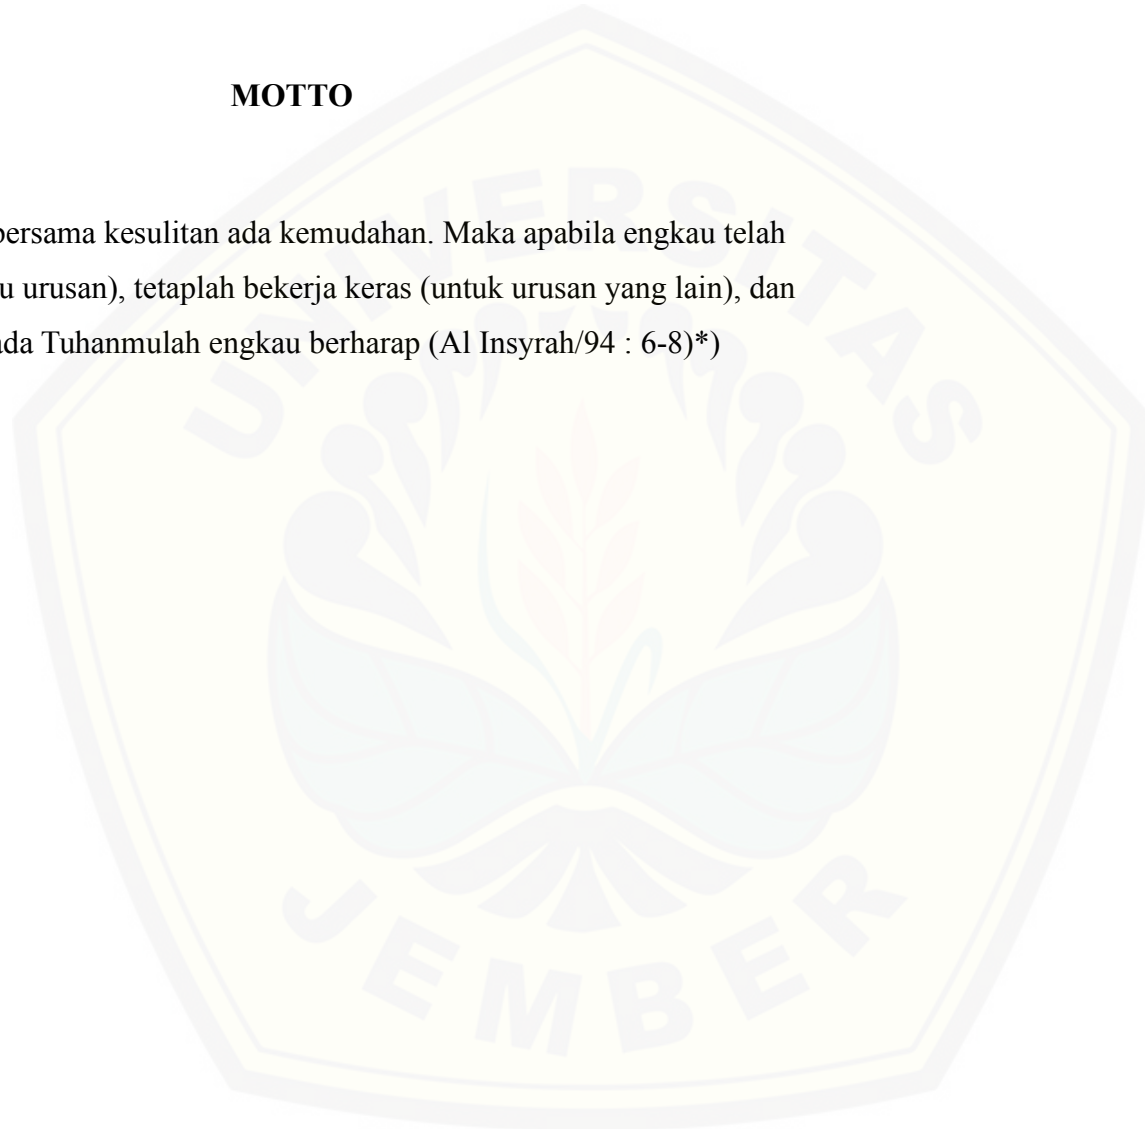 MOTTO
bersama kesulitan ada kemudahan. Maka apabila engkau telah
u urusan), tetaplah bekerja keras (untuk urusan yang lain), dan
ada Tuhanmulah engkau berharap (Al Insyrah/94 : 6-8)*)
UNIVERSITAS
JEMBER